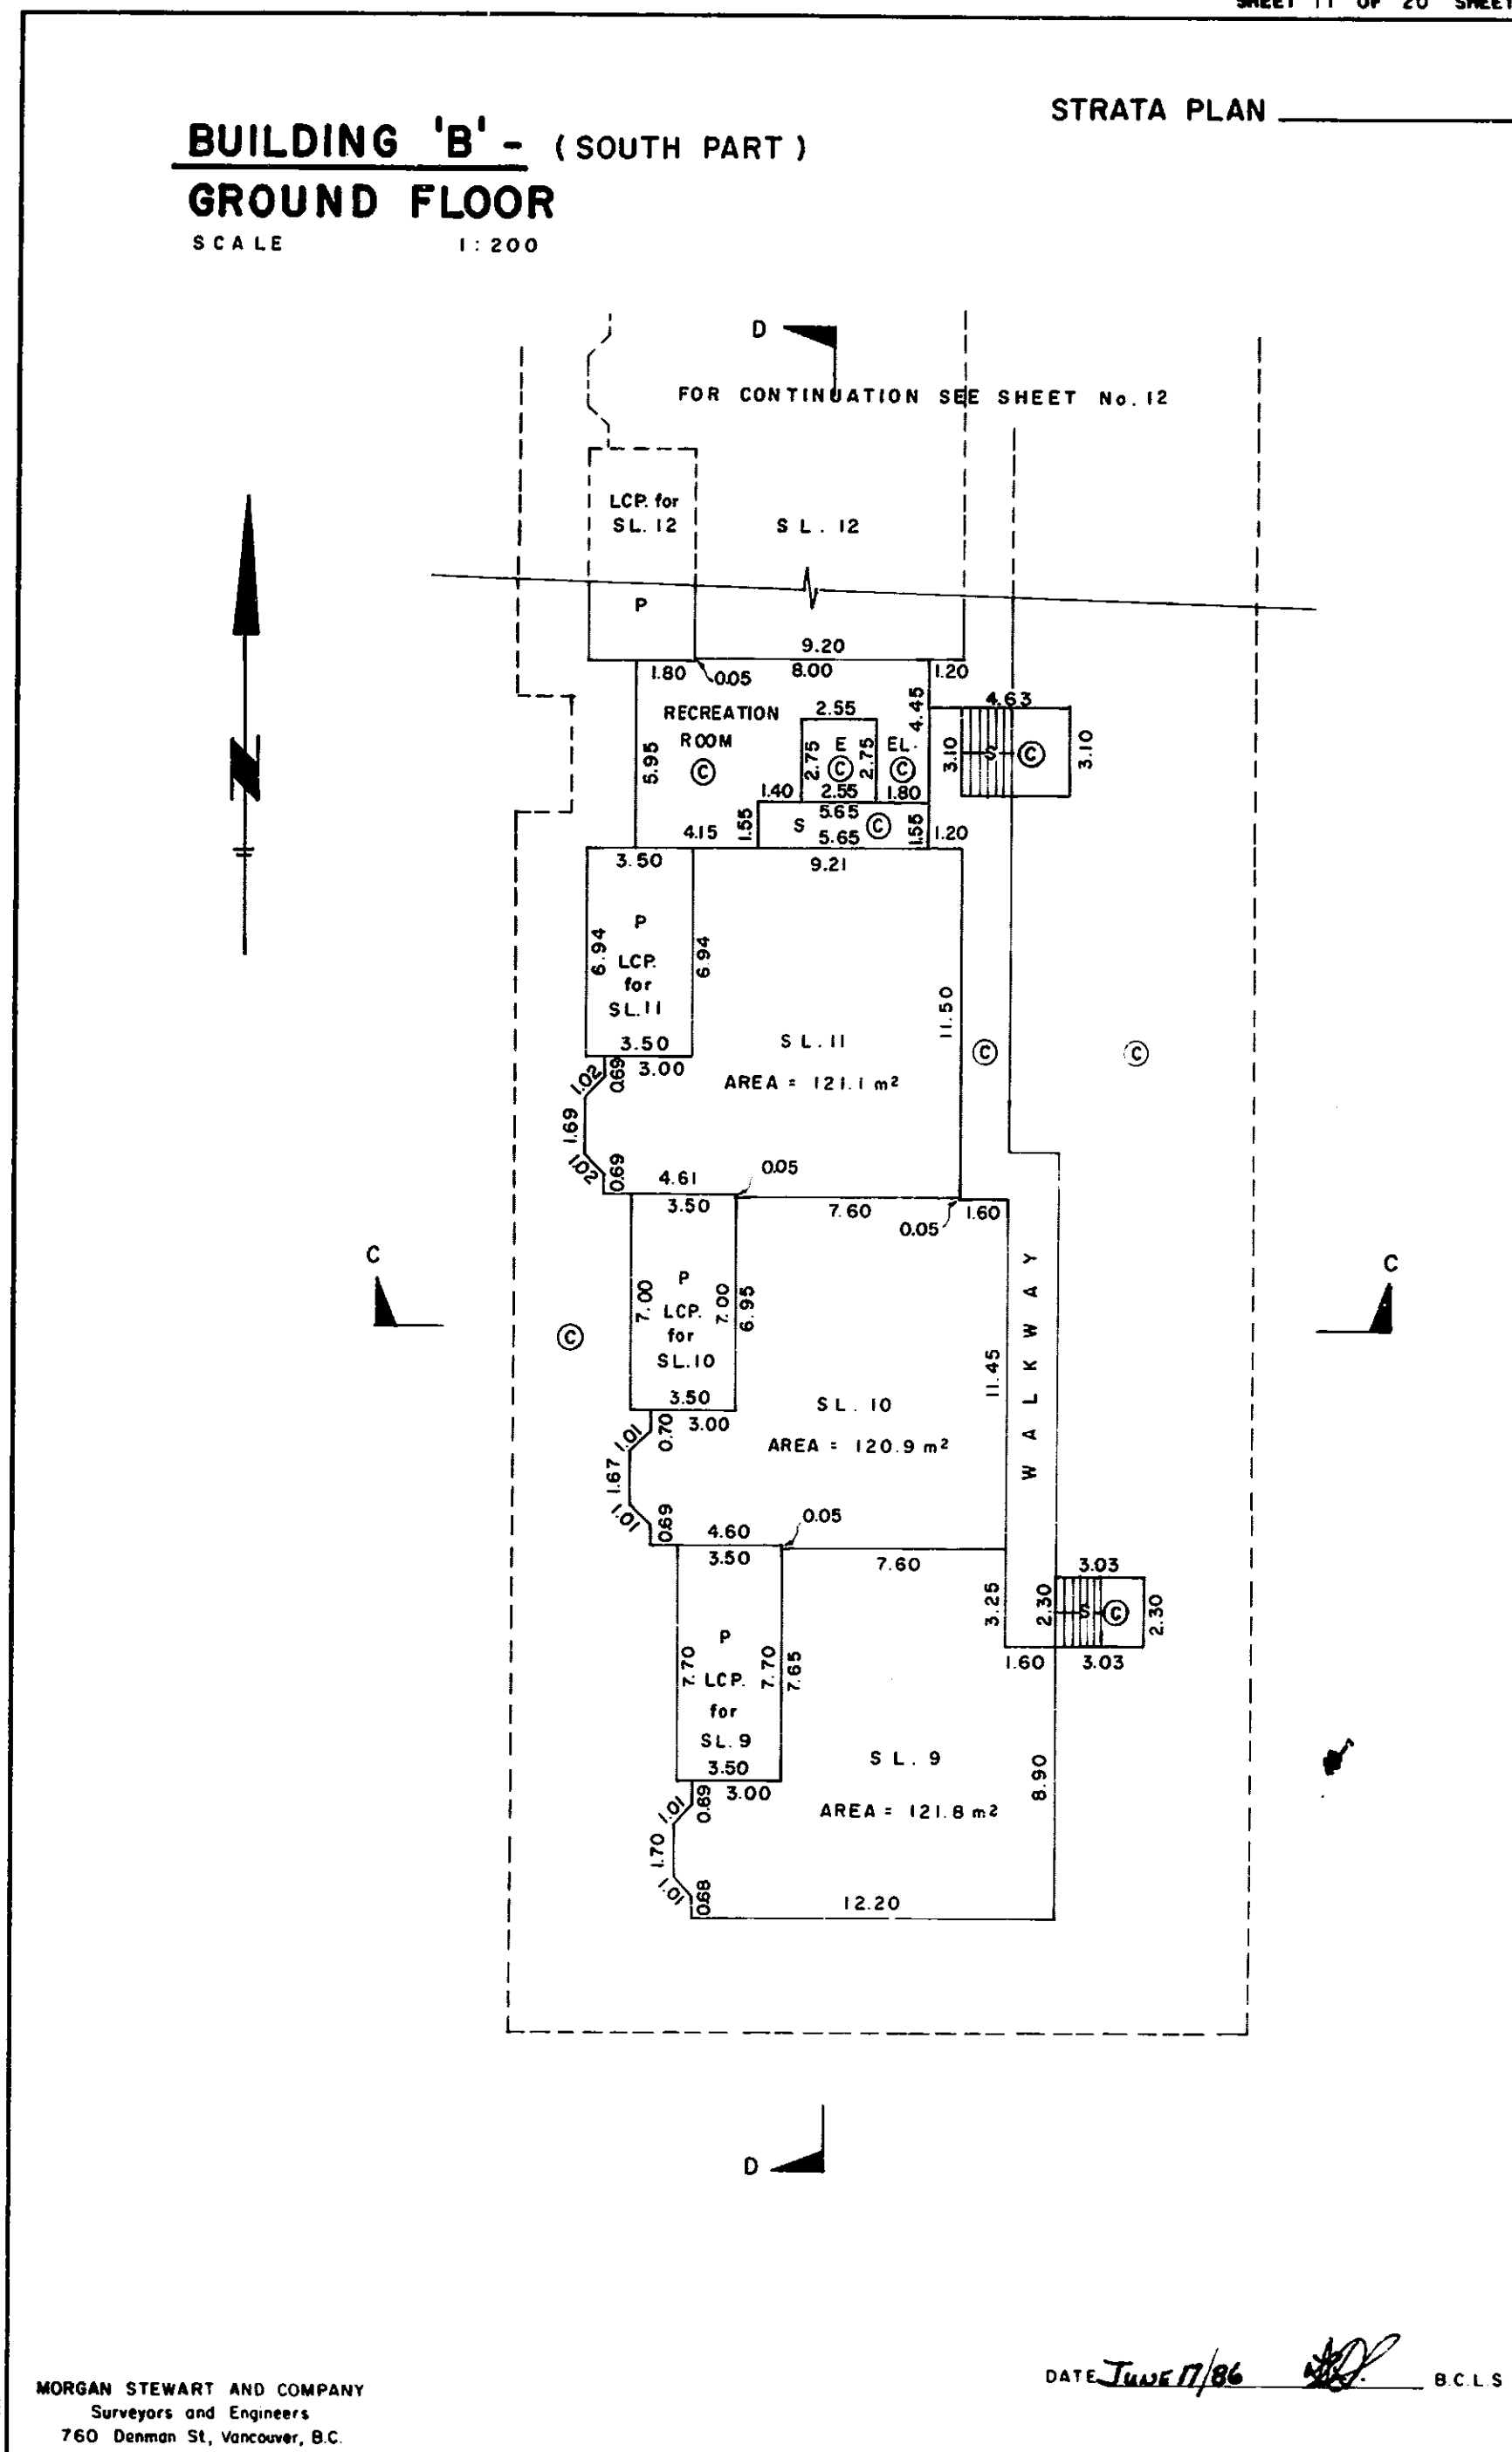 SHEET 11 OF 20 SHEET
STRATA PLAN
BUILDING 'B' - (SOUTH PART)
GROUND FLOOR
SCALE 1:200
D
FOR CONTINUATION SEE SHEET No. 12
LCP. for
SL. 12
SL. 12
P
9.20
1.80
0.05
8.00
1.20
4.63
RECREATION
ROOM
C
2.55
4.45
5.95
2.75
E
C
2.75
EL.
C
3.10
S
C
3.10
1.40
2.55
1.80
4.15
1.55
S
5.65
5.65
C
1.55
1.20
3.50
9.21
P
6.94
6.94
LCP.
for
SL. 11
11.50
3.50
SL. 11
C
C
1.02
0.69
3.00
AREA = 121.1 m²
1.69
1.02
0.69
4.61
0.05
3.50
7.60
0.05
1.60
C
C
P
7.00
7.00
6.95
LCP.
for
SL. 10
C
WALKWAY
11.45
3.50
SL. 10
1.01
0.70
3.00
AREA = 120.9 m²
1.67
1.01
0.69
4.60
0.05
3.50
7.60
3.03
3.25
2.30
S
C
2.30
P
7.70
7.70
7.65
1.60
3.03
LCP.
for
SL. 9
3.50
SL. 9
8.90
1.01
0.69
3.00
AREA = 121.8 m²
1.70
1.01
0.68
12.20
D
N
MORGAN STEWART AND COMPANY
Surveyors and Engineers
760 Denman St, Vancouver, B.C.
DATE JUNE 17/86
B.C.L.S